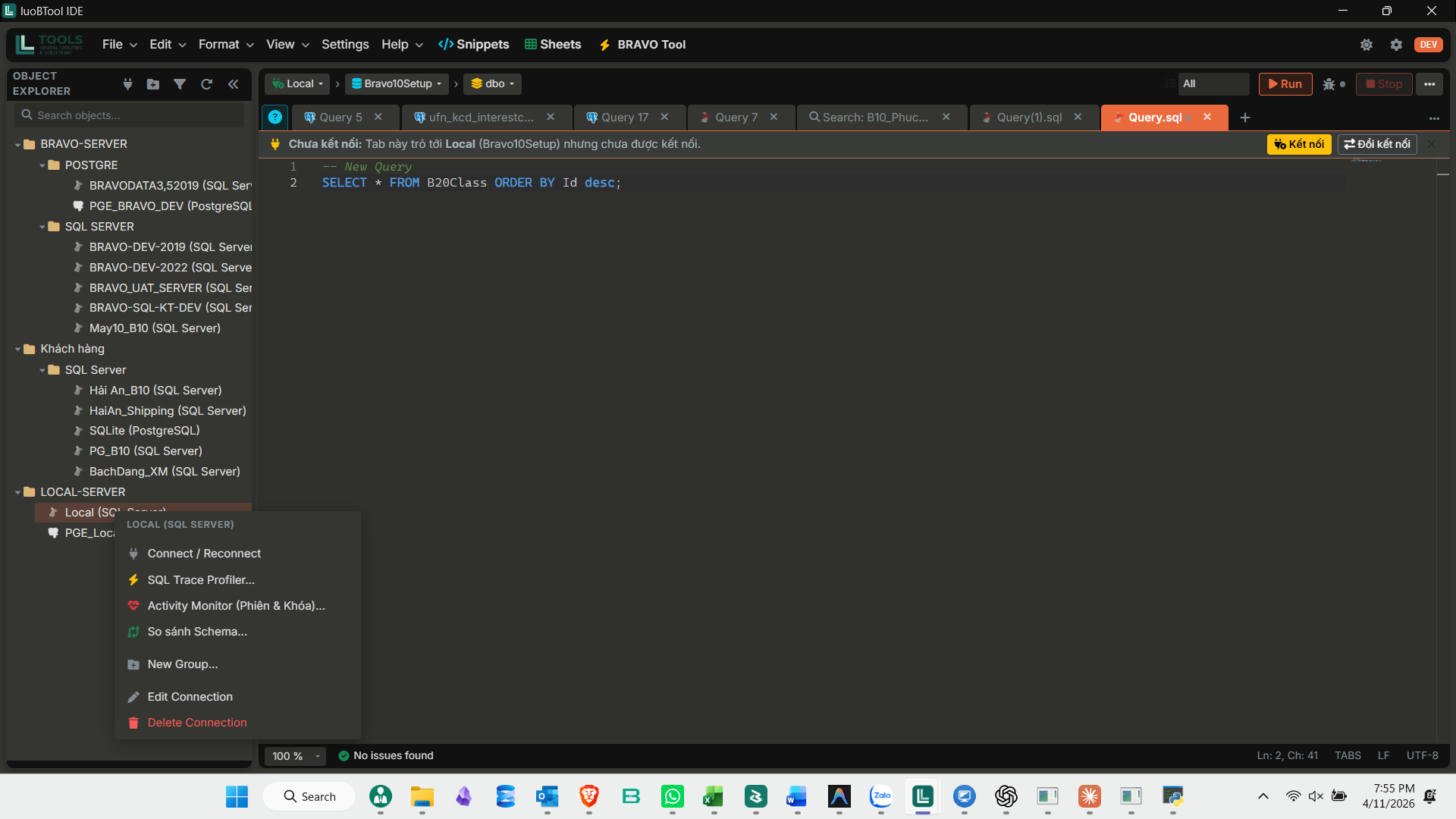 luoBTool IDE
TOOLS
File Edit Format View Settings Help </> Snippets Sheets BRAVO Tool
DEV
OBJECT EXPLORER
Local Bravo10Setup dbo
All Run Stop
Search objects...
Query 5 ufn_kcd_interestc... Query 17 Query 7 Search: B10_Phuc... Query(1).sql Query.sql
Chưa kết nối: Tab này trỏ tới Local (Bravo10Setup) nhưng chưa được kết nối.
Kết nối Đổi kết nối
1 -- New Query
2 SELECT * FROM B20Class ORDER BY Id desc;
BRAVO-SERVER
POSTGRE
BRAVODATA3,52019 (SQL Ser
PGE_BRAVO_DEV (PostgreSQL
SQL SERVER
BRAVO-DEV-2019 (SQL Server
BRAVO-DEV-2022 (SQL Serve
BRAVO_UAT_SERVER (SQL Ser
BRAVO-SQL-KT-DEV (SQL Ser
May10_B10 (SQL Server)
Khách hàng
SQL Server
Hải An_B10 (SQL Server)
HaiAn_Shipping (SQL Server)
SQLite (PostgreSQL)
PG_B10 (SQL Server)
BachDang_XM (SQL Server)
LOCAL-SERVER
Local (SQL Server)
PGE_Loca
LOCAL (SQL SERVER)
Connect / Reconnect
SQL Trace Profiler...
Activity Monitor (Phiên & Khóa)...
So sánh Schema...
New Group...
Edit Connection
Delete Connection
100 % No issues found
Ln: 2, Ch: 41 TABS LF UTF-8
Search
Zalo
7:55 PM
4/11/2026